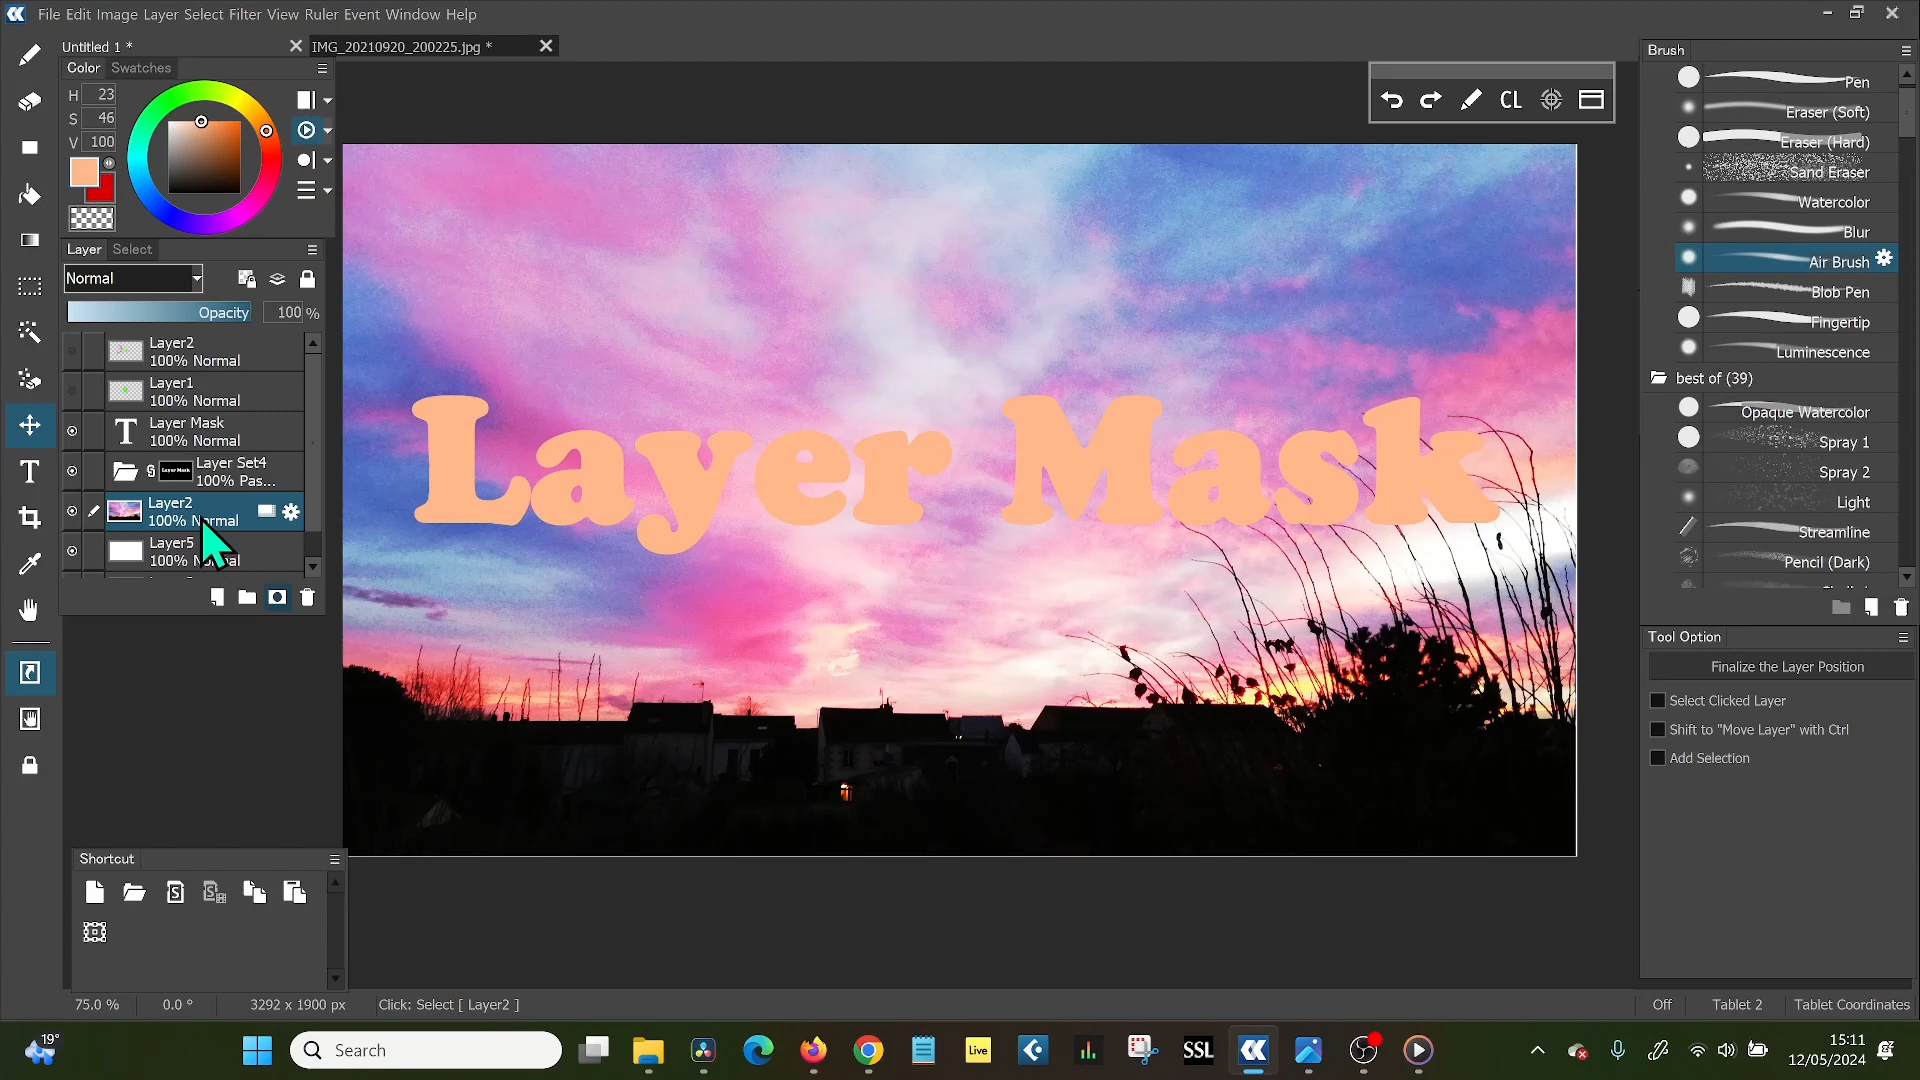 File Edit Image Layer Select Filter View Ruler Event Window Help
Untitled 1 *
IMG_20210920_200225.jpg *
Color Swatches
H 23
S 46
V 100
Layer Select
Normal
Opacity 100 %
Layer2
100% Normal
Layer1
100% Normal
T Layer Mask
100% Normal
Layer Mask Layer Set4
100% Pas...
Layer2
100% Normal
Layer5
Layer Mask
CL
Brush
Pen
Eraser (Soft)
Eraser (Hard)
Sand Eraser
Watercolor
Blur
Air Brush
Blob Pen
Fingertip
Luminescence
best of (39)
Opaque Watercolor
Spray 1
Spray 2
Light
Streamline
Pencil (Dark)
Tool Option
Finalize the Layer Position
Select Clicked Layer
Shift to "Move Layer" with Ctrl
Add Selection
Shortcut
75.0 % 0.0 ° 3292 x 1900 px Click: Select [ Layer2 ]
Off Tablet 2 Tablet Coordinates
19°
Search
Live
SSL
15:11
12/05/2024